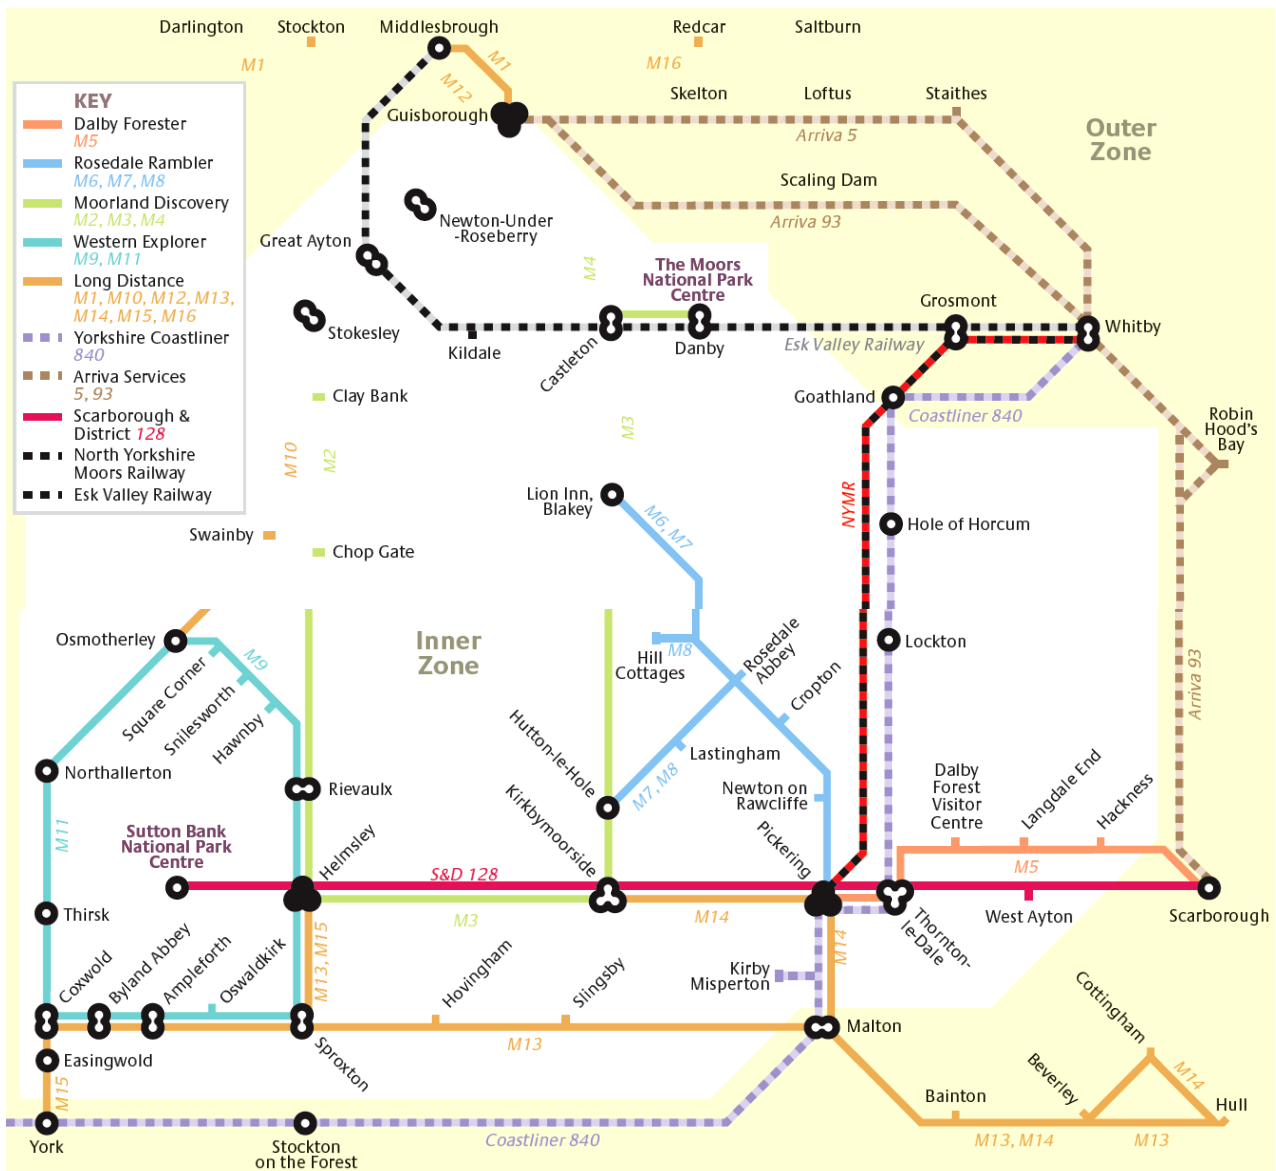 Darlington
Stockton
Middlesbrough
Redcar
Saltburn
M1
M12
M1
M16
Skelton
Loftus
Staithes
Guisborough
Arriva 5
Outer
Zone
Scaling Dam
Arriva 93
KEY
Dalby Forester
M5
Rosedale Rambler
M6, M7, M8
Moorland Discovery
M2, M3, M4
Western Explorer
M9, M11
Long Distance
M1, M10, M12, M13,
M14, M15, M16
Yorkshire Coastliner
840
Arriva Services
5, 93
Scarborough &
District 128
North Yorkshire
Moors Railway
Esk Valley Railway
Newton-Under
-Roseberry
Great Ayton
M4
The Moors
National Park
Centre
Grosmont
Whitby
Stokesley
Kildale
Castleton
Danby
Esk Valley Railway
Clay Bank
Goathland
Coastliner 840
Robin
Hood's
Bay
M10
M2
M3
Lion Inn,
Blakey
M6, M7
NYMR
Hole of Horcum
Swainby
Chop Gate
Osmotherley
Inner
Zone
Square Corner
Snilesworth
Hawnby
M9
Hill
Cottages
M8
Rosedale
Abbey
Cropton
Lockton
Arriva 93
Northallerton
Rievaulx
Hutton-le-Hole
Lastingham
M7, M8
Newton on
Rawcliffe
Dalby
Forest
Visitor
Centre
Langdale End
Hackness
M11
Sutton Bank
National Park
Centre
Helmsley
Kirkbymoorside
Pickering
S&D 128
M5
Thirsk
M3
M14
M14
Thornton-
le-Dale
West Ayton
Scarborough
Coxwold
Byland Abbey
Ampleforth
Oswaldkirk
M13, M15
Hovingham
Slingsby
Kirby
Misperton
Cottingham
Malton
M13
Easingwold
Sproxton
M15
Bainton
Beverley
M14
Hull
York
Stockton
on the Forest
Coastliner 840
M13, M14
M13